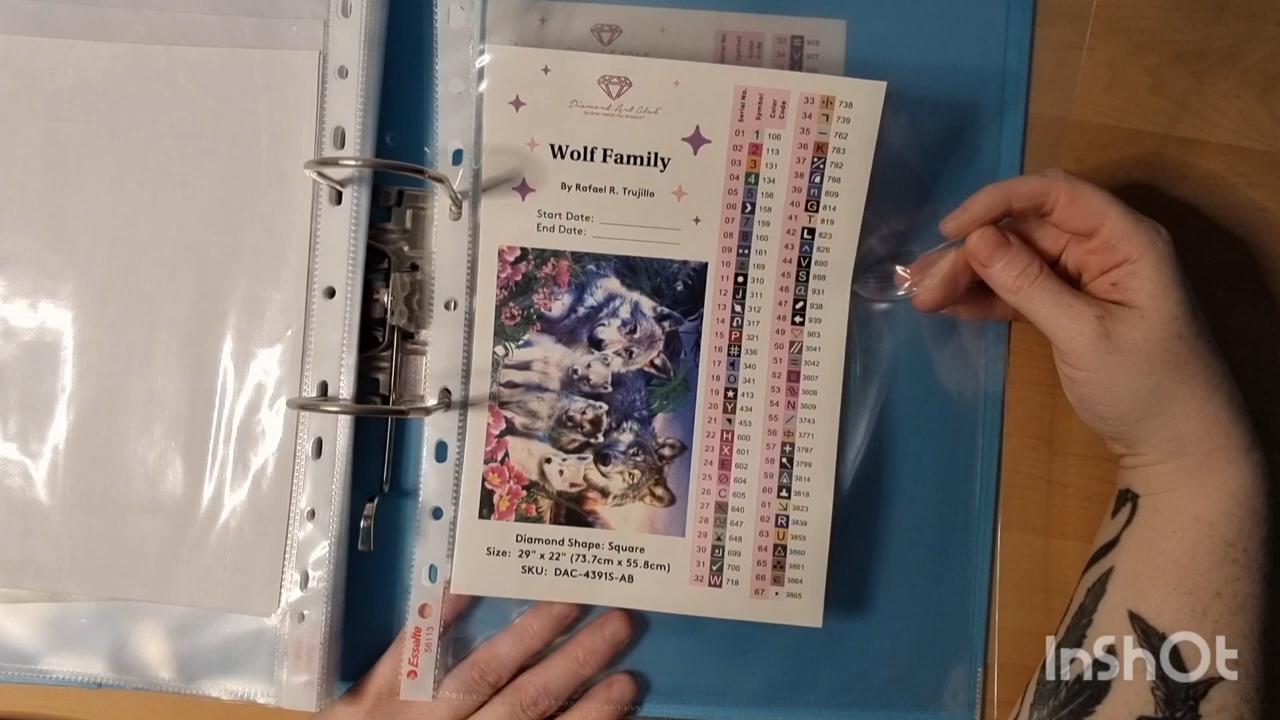 Diamond Art Club
Wolf Family
By Rafael R. Trujillo
Start Date: ____________
End Date: ____________
Diamond Shape: Square
Size: 29" x 22" (73.7cm x 55.8cm)
SKU: DAC-4391S-AB
Serial No. Symbol Color Code
01 1 106
02 2 113
03 3 131
04 4 134
05 5 156
06 ❯ 158
07 7 159
08 8 160
09 161
10 ± 169
11 ● 310
12 J 311
13 312
14 317
15 P 321
16 # 336
17 340
18 O 341
19 ★ 413
20 Y 434
21 453
22 H 600
23 X 601
24 E 602
25 ⊘ 604
26 C 605
27 640
28 647
29 648
30 699
31 ✓ 700
32 W 718
33 738
34 739
35 – 762
36 K 783
37 792
38 798
39 809
40 G 814
41 T 819
42 L 823
43 ^ 826
44 V 890
45 S 898
46 @ 931
47 938
48 939
49 ♡ 963
50 // 3041
51 = 3042
52 3607
53 3608
54 N 3609
55 / 3743
56 3771
57 + 3787
58 3799
59 3814
60 3818
61 3823
62 R 3838
63 U 3855
64 △ 3860
65 3861
66 ⊘ 3864
67 • 3865
Esselte
56113
InShOt